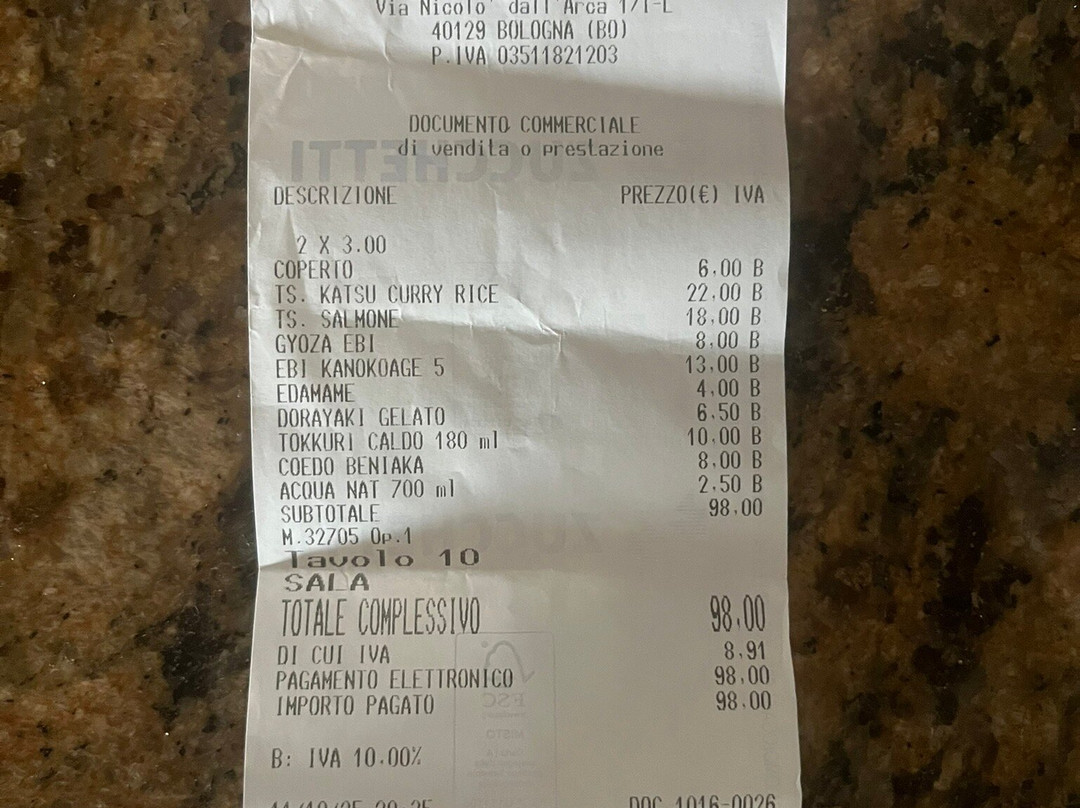 Via Nicolo' dall'Arca 1/I-L
40129 BOLOGNA (BO)
P.IVA 03511821203
DOCUMENTO COMMERCIALE
di vendita o prestazione
DESCRIZIONE PREZZO(€) IVA
2 X 3.00
COPERTO 6,00 B
TS. KATSU CURRY RICE 22,00 B
TS. SALMONE 18,00 B
GYOZA EBI 8,00 B
EBI KANOKOAGE 5 13,00 B
EDAMAME 4,00 B
DORAYAKI GELATO 6,50 B
TOKKURI CALDO 180 ml 10,00 B
COEDO BENIAKA 8,00 B
ACQUA NAT 700 ml 2,50 B
SUBTOTALE 98,00
M.32705 Op.1
Tavolo 10
SALA
TOTALE COMPLESSIVO 98,00
DI CUI IVA 8,91
PAGAMENTO ELETTRONICO 98,00
IMPORTO PAGATO 98,00
B: IVA 10.00%
DOC.1016-0026